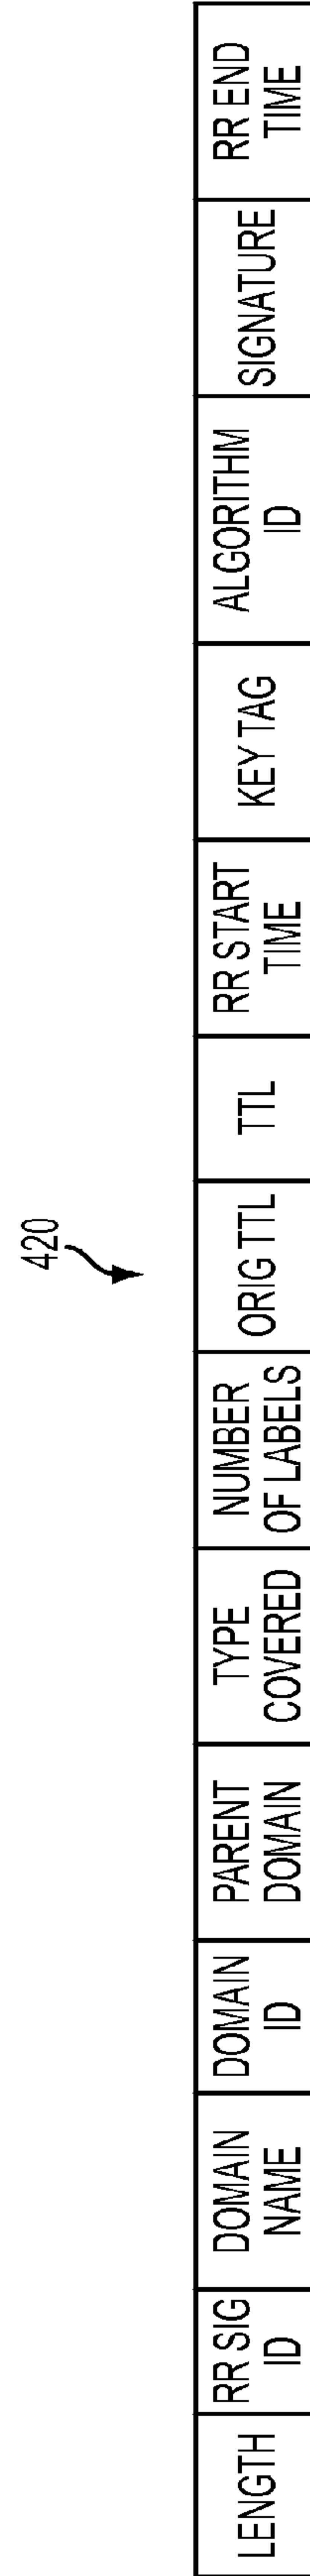 420
LENGTH
RR SIG
ID
DOMAIN
NAME
DOMAIN
ID
PARENT
DOMAIN
TYPE
COVERED
NUMBER
OF LABELS
ORIG TTL
TTL
RR START
TIME
KEY TAG
ALGORITHM
ID
SIGNATURE
RR END
TIME